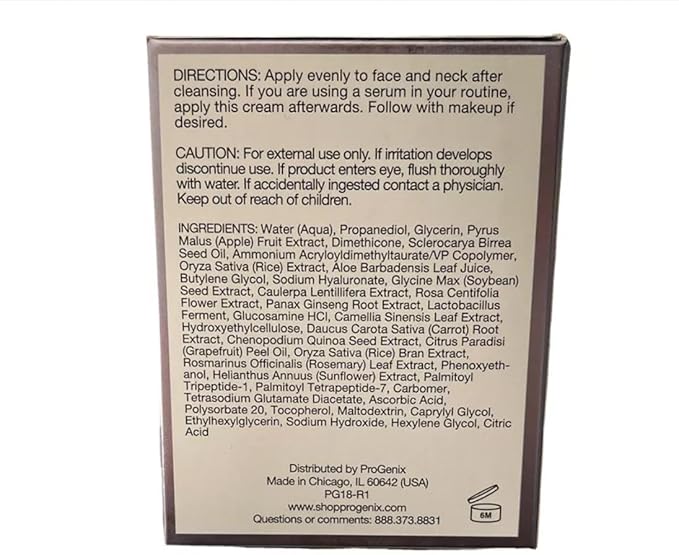 DIRECTIONS: Apply evenly to face and neck after
cleansing. If you are using a serum in your routine,
apply this cream afterwards. Follow with makeup if
desired.
CAUTION: For external use only. If irritation develops
discontinue use. If product enters eye, flush thoroughly
with water. If accidentally ingested contact a physician.
Keep out of reach of children.
INGREDIENTS: Water (Aqua), Propanediol, Glycerin, Pyrus
Malus (Apple) Fruit Extract, Dimethicone, Sclerocarya Birrea
Seed Oil, Ammonium Acryloyldimethyltaurate/VP Copolymer,
Oryza Sativa (Rice) Extract, Aloe Barbadensis Leaf Juice,
Butylene Glycol, Sodium Hyaluronate, Glycine Max (Soybean)
Seed Extract, Caulerpa Lentillifera Extract, Rosa Centifolia
Flower Extract, Panax Ginseng Root Extract, Lactobacillus
Ferment, Glucosamine HCl, Camellia Sinensis Leaf Extract,
Hydroxyethylcellulose, Daucus Carota Sativa (Carrot) Root
Extract, Chenopodium Quinoa Seed Extract, Citrus Paradisi
(Grapefruit) Peel Oil, Oryza Sativa (Rice) Bran Extract,
Rosmarinus Officinalis (Rosemary) Leaf Extract, Phenoxyeth-
anol, Helianthus Annuus (Sunflower) Extract, Palmitoyl
Tripeptide-1, Palmitoyl Tetrapeptide-7, Carbomer,
Tetrasodium Glutamate Diacetate, Ascorbic Acid,
Polysorbate 20, Tocopherol, Maltodextrin, Caprylyl Glycol,
Ethylhexylglycerin, Sodium Hydroxide, Hexylene Glycol, Citric
Acid
Distributed by ProGenix
Made in Chicago, IL 60642 (USA)
PG18-R1
www.shopprogenix.com
Questions or comments: 888.373.8831
6M